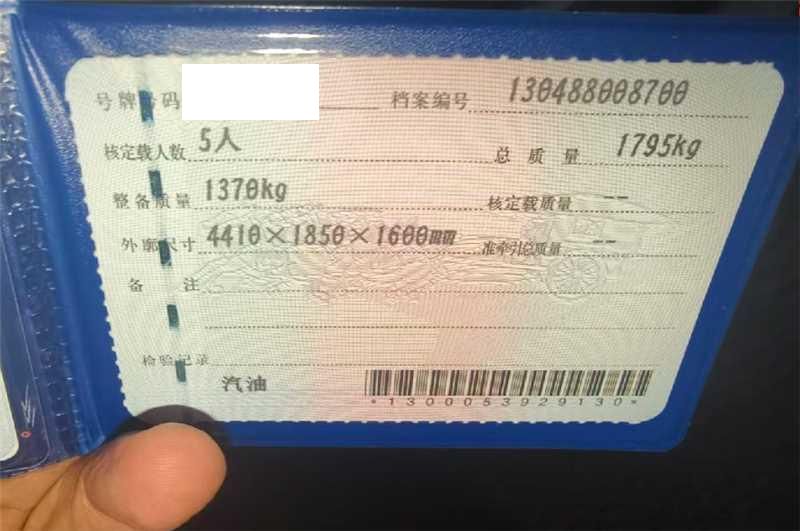 号牌号码 档案编号 130488008700
核定载人数 5人 总质量 1795kg
整备质量 1370kg 核定载质量 --
外廓尺寸 4410×1850×1600mm 准牵引总质量 --
备注
检验记录
汽油
*1300053929130*